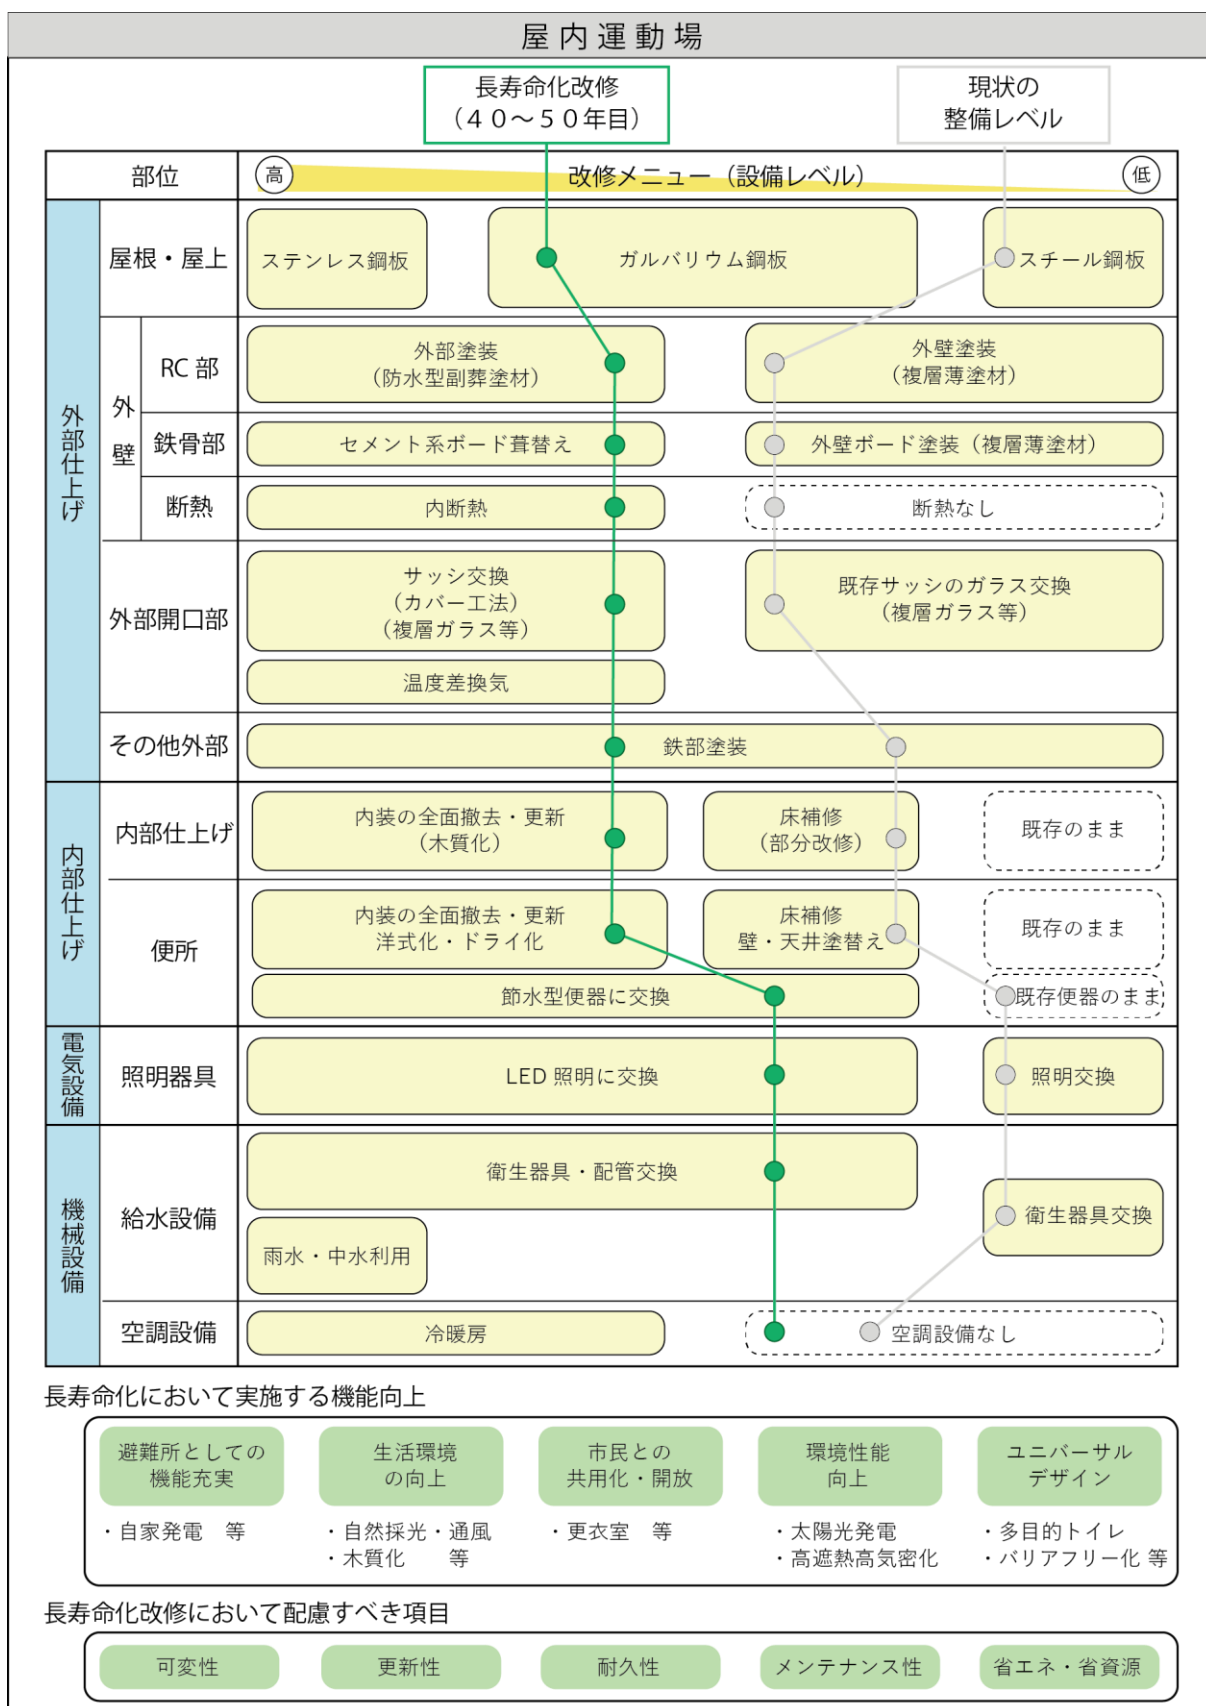 屋内運動場
長寿命化改修
（４０～５０年目）
現状の
整備レベル
部位
高
改修メニュー（設備レベル）
低
外部仕上げ
屋根・屋上
ステンレス鋼板
ガルバリウム鋼板
スチール鋼板
外壁
RC 部
外部塗装
（防水型副葬塗材）
外壁塗装
（複層薄塗材）
鉄骨部
セメント系ボード葺替え
外壁ボード塗装（複層薄塗材）
断熱
内断熱
断熱なし
外部開口部
サッシ交換
（カバー工法）
（複層ガラス等）
既存サッシのガラス交換
（複層ガラス等）
温度差換気
その他外部
鉄部塗装
内部仕上げ
内部仕上げ
内装の全面撤去・更新
（木質化）
床補修
（部分改修）
既存のまま
便所
内装の全面撤去・更新
洋式化・ドライ化
床補修
壁・天井塗替え
既存のまま
節水型便器に交換
既存便器のまま
電気設備
照明器具
LED 照明に交換
照明交換
機械設備
給水設備
衛生器具・配管交換
衛生器具交換
雨水・中水利用
空調設備
冷暖房
空調設備なし
長寿命化において実施する機能向上
避難所としての
機能充実
・自家発電　等
生活環境
の向上
・自然採光・通風
・木質化　　等
市民との
共用化・開放
・更衣室　等
環境性能
向上
・太陽光発電
・高遮熱高気密化
ユニバーサル
デザイン
・多目的トイレ
・バリアフリー化 等
長寿命化改修において配慮すべき項目
可変性
更新性
耐久性
メンテナンス性
省エネ・省資源